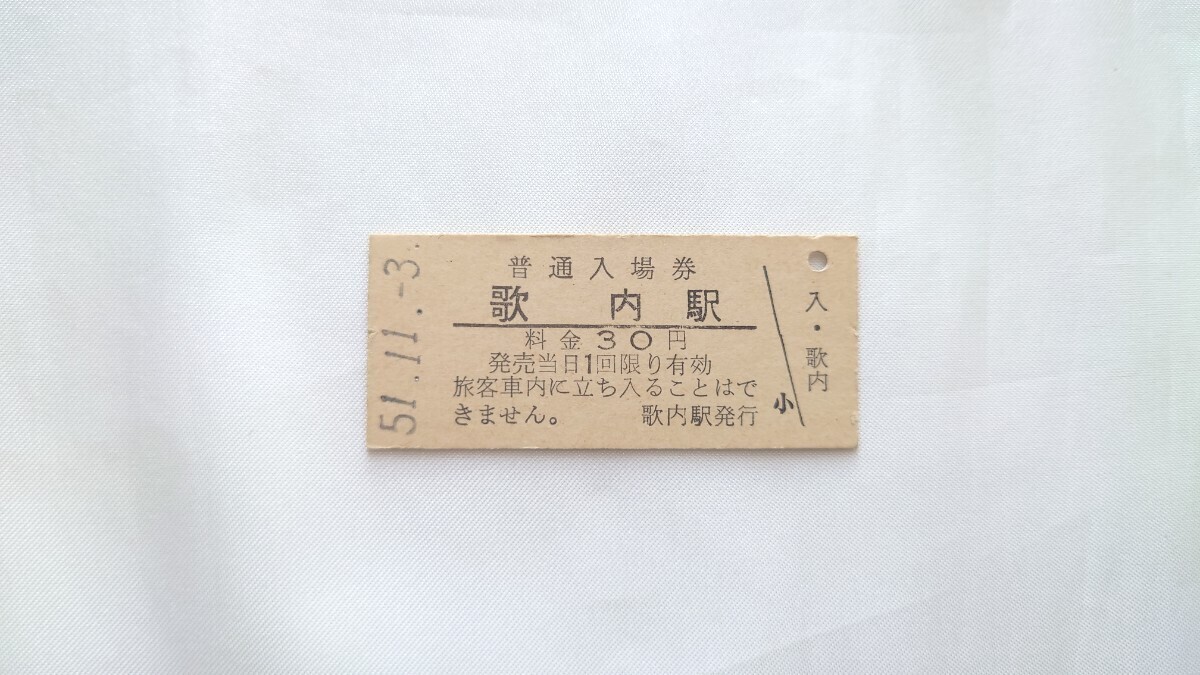 51.11.-3.
普通入場券
歌内駅
料金30円
発売当日1回限り有効
旅客車内に立ち入ることはで
きません。 歌内駅発行
小
入・歌内